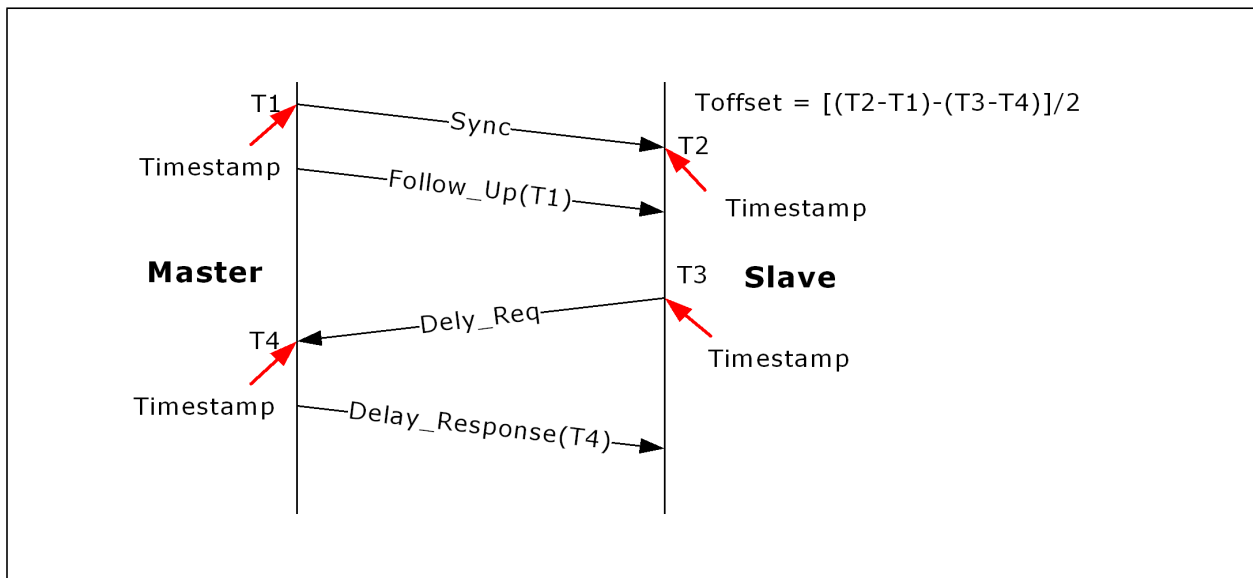 T1
Toffset = [(T2-T1)-(T3-T4)]/2
Sync
T2
Timestamp
Follow_Up(T1)
Timestamp
Master
T3
Slave
Dely_Req
T4
Timestamp
Timestamp
Delay_Response(T4)